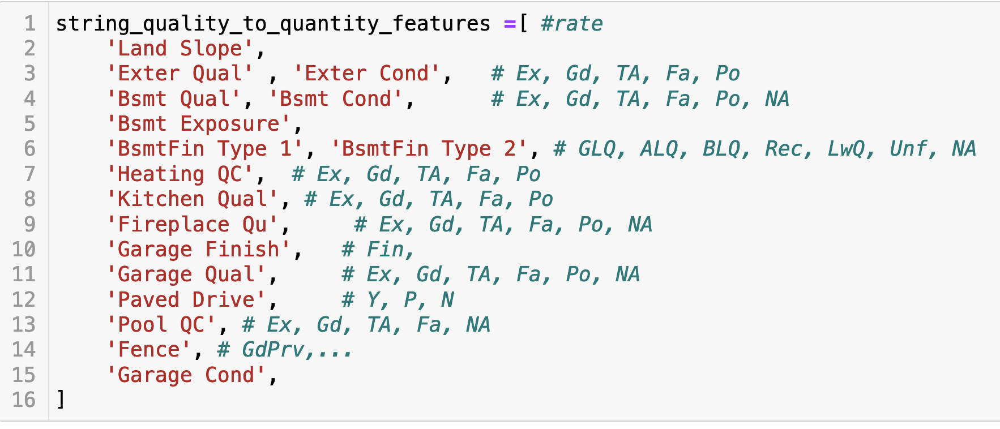 1 string_quality_to_quantity_features =[ #rate
2     'Land Slope',
3     'Exter Qual' , 'Exter Cond',   # Ex, Gd, TA, Fa, Po
4     'Bsmt Qual', 'Bsmt Cond',      # Ex, Gd, TA, Fa, Po, NA
5     'Bsmt Exposure',
6     'BsmtFin Type 1', 'BsmtFin Type 2', # GLQ, ALQ, BLQ, Rec, LwQ, Unf, NA
7     'Heating QC',  # Ex, Gd, TA, Fa, Po
8     'Kitchen Qual', # Ex, Gd, TA, Fa, Po
9     'Fireplace Qu',     # Ex, Gd, TA, Fa, Po, NA
10     'Garage Finish',   # Fin,
11     'Garage Qual',     # Ex, Gd, TA, Fa, Po, NA
12     'Paved Drive',     # Y, P, N
13     'Pool QC', # Ex, Gd, TA, Fa, NA
14     'Fence', # GdPrv,...
15     'Garage Cond',
16 ]